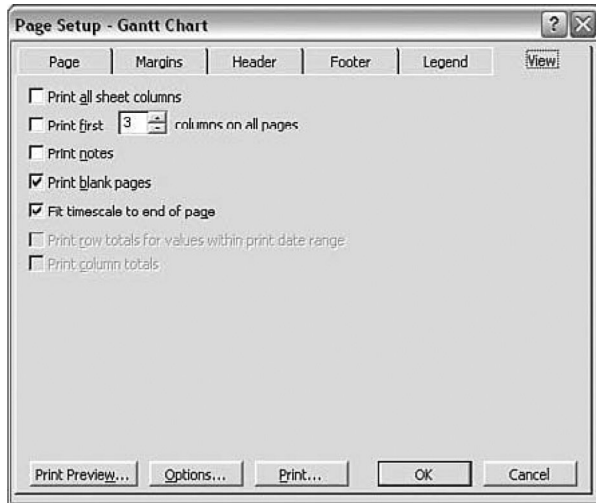 Page Setup - Gantt Chart
Page Margins Header Footer Legend View
Print all sheet columns
Print first 3 columns on all pages
Print notes
Print blank pages
Fit timescale to end of page
Print row totals for values within print date range
Print column totals
Print Preview... Options... Print... OK Cancel